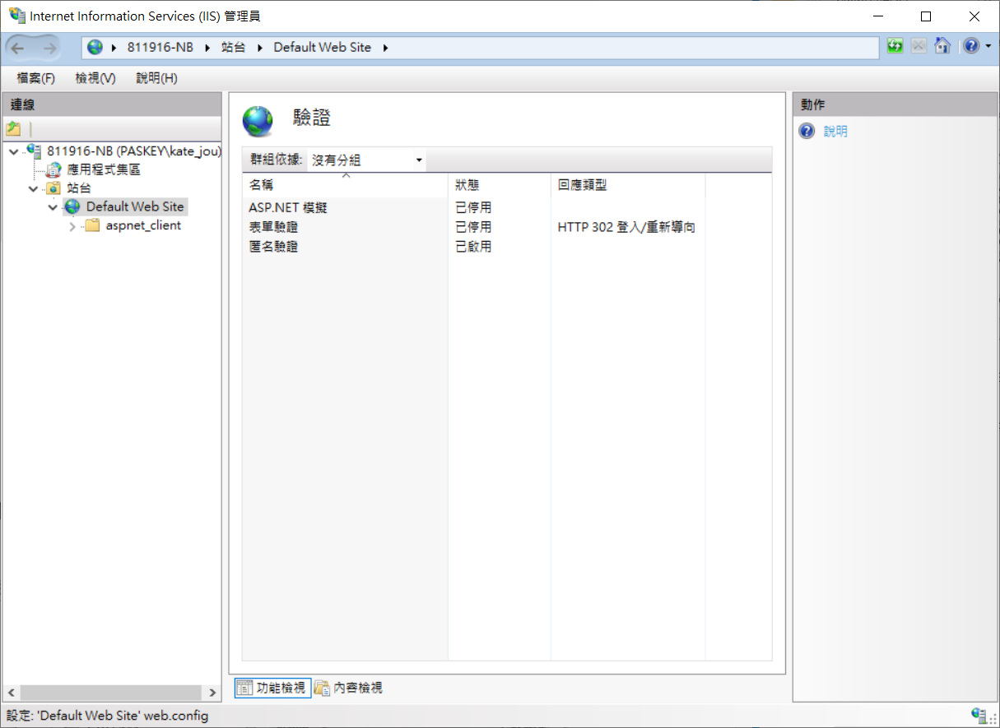 Internet Information Services (IIS) 管理員
811916-NB 站台 Default Web Site
檔案(F) 檢視(V) 說明(H)
連線
811916-NB (PASKEY\kate_jou)
應用程式集區
站台
Default Web Site
aspnet_client
驗證
群組依據: 沒有分組
名稱 狀態 回應類型
ASP.NET 模擬 已停用
表單驗證 已停用 HTTP 302 登入/重新導向
匿名驗證 已啟用
功能檢視 內容檢視
動作
說明
設定: 'Default Web Site' web.config